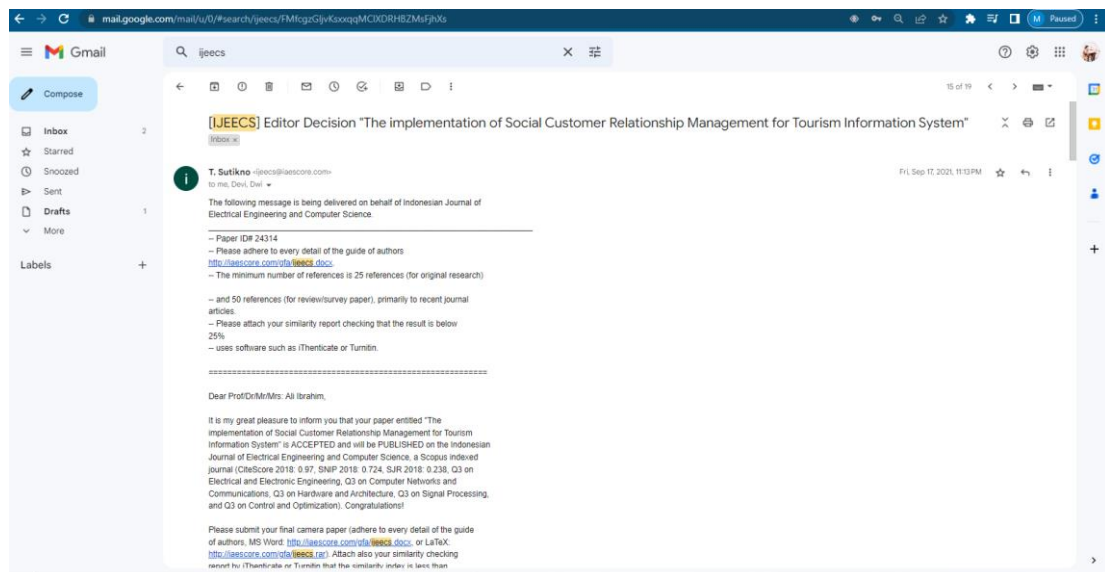 mail.google.com/mail/u/0/#search/ijeecs/FMfcgzGljvKsxxqqMCIXDRHBZMsFjhXs
M Paused
Gmail
ijeecs
Compose
15 of 19
[IJEECS] Editor Decision "The implementation of Social Customer Relationship Management for Tourism Information System"
Inbox ×
Inbox 2
Starred
Snoozed
Sent
Drafts 1
More
Labels +
i
T. Sutikno <ijeecs@iaescore.com>
Fri, Sep 17, 2021, 11:13 PM
to me, Devi, Dwi
The following message is being delivered on behalf of Indonesian Journal of
Electrical Engineering and Computer Science.
-- Paper ID# 24314
-- Please adhere to every detail of the guide of authors
http://iaescore.com/gfa/ijeecs.docx.
-- The minimum number of references is 25 references (for original research)
-- and 50 references (for review/survey paper), primarily to recent journal
articles.
-- Please attach your similarity report checking that the result is below
25%
-- uses software such as iThenticate or Turnitin.
============================================================
Dear Prof/Dr/Mr/Mrs: Ali Ibrahim,
It is my great pleasure to inform you that your paper entitled "The
implementation of Social Customer Relationship Management for Tourism
Information System" is ACCEPTED and will be PUBLISHED on the Indonesian
Journal of Electrical Engineering and Computer Science, a Scopus indexed
journal (CiteScore 2018: 0.97, SNIP 2018: 0.724, SJR 2018: 0.238, Q3 on
Electrical and Electronic Engineering, Q3 on Computer Networks and
Communications, Q3 on Hardware and Architecture, Q3 on Signal Processing,
and Q3 on Control and Optimization). Congratulations!
Please submit your final camera paper (adhere to every detail of the guide
of authors, MS Word: http://iaescore.com/gfa/ijeecs.docx, or LaTeX:
http://iaescore.com/gfa/ijeecs.rar). Attach also your similarity checking
report by iThenticate or Turnitin that the similarity index is less than